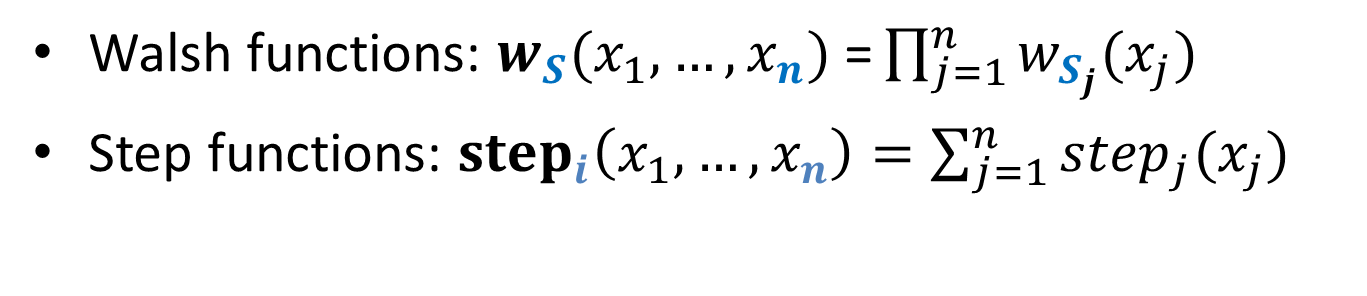 • Walsh functions: w_S(x_1, …, x_n) = ∏_{j=1}^{n} w_{S_j}(x_j)
• Step functions: step_i(x_1, …, x_n) = ∑_{j=1}^{n} step_j(x_j)